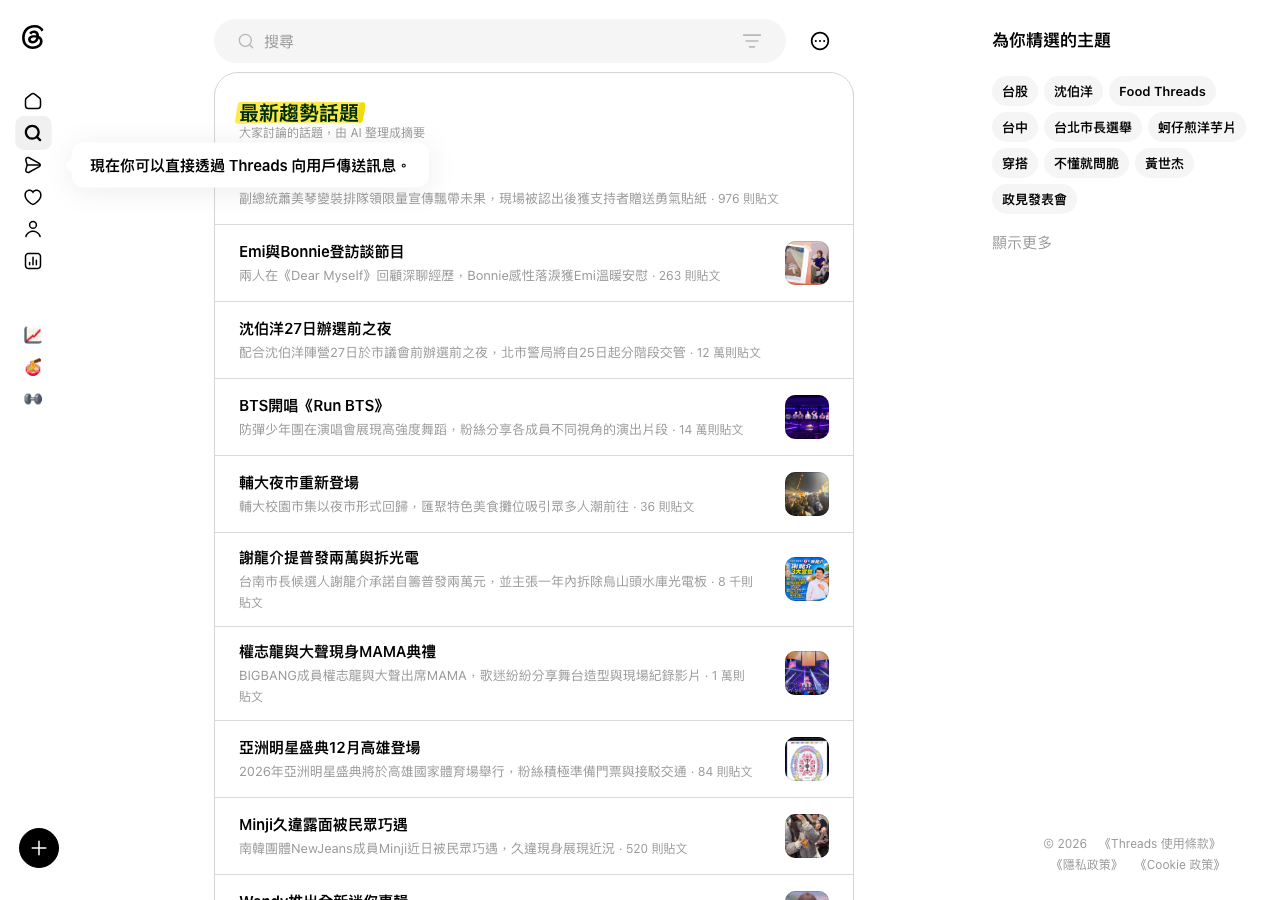 搜尋
最新趨勢話題
大家討論的話題，由 AI 整理成摘要
現在你可以直接透過 Threads 向用戶傳送訊息。
副總統蕭美琴變裝排隊領限量宣傳飄帶未果，現場被認出後獲支持者贈送勇氣貼紙 · 976 則貼文
Emi與Bonnie登訪談節目
兩人在《Dear Myself》回顧深聊經歷，Bonnie感性落淚獲Emi溫暖安慰 · 263 則貼文
沈伯洋27日辦選前之夜
配合沈伯洋陣營27日於市議會前辦選前之夜，北市警局將自25日起分階段交管 · 12 萬則貼文
BTS開唱《Run BTS》
防彈少年團在演唱會展現高強度舞蹈，粉絲分享各成員不同視角的演出片段 · 14 萬則貼文
輔大夜市重新登場
輔大校園市集以夜市形式回歸，匯聚特色美食攤位吸引眾多人潮前往 · 36 則貼文
謝龍介提普發兩萬與拆光電
台南市長候選人謝龍介承諾自籌普發兩萬元，並主張一年內拆除烏山頭水庫光電板 · 8 千則
貼文
權志龍與大聲現身MAMA典禮
BIGBANG成員權志龍與大聲出席MAMA，歌迷紛紛分享舞台造型與現場紀錄影片 · 1 萬則
貼文
亞洲明星盛典12月高雄登場
2026年亞洲明星盛典將於高雄國家體育場舉行，粉絲積極準備門票與接駁交通 · 84 則貼文
Minji久違露面被民眾巧遇
南韓團體NewJeans成員Minji近日被民眾巧遇，久違現身展現近況 · 520 則貼文
Wendy推出全新迷你專輯
為你精選的主題
台股 沈伯洋 Food Threads
台中 台北市長選舉 蚵仔煎洋芋片
穿搭 不懂就問脆 黃世杰
政見發表會
顯示更多
© 2026 《Threads 使用條款》
《隱私政策》 《Cookie 政策》